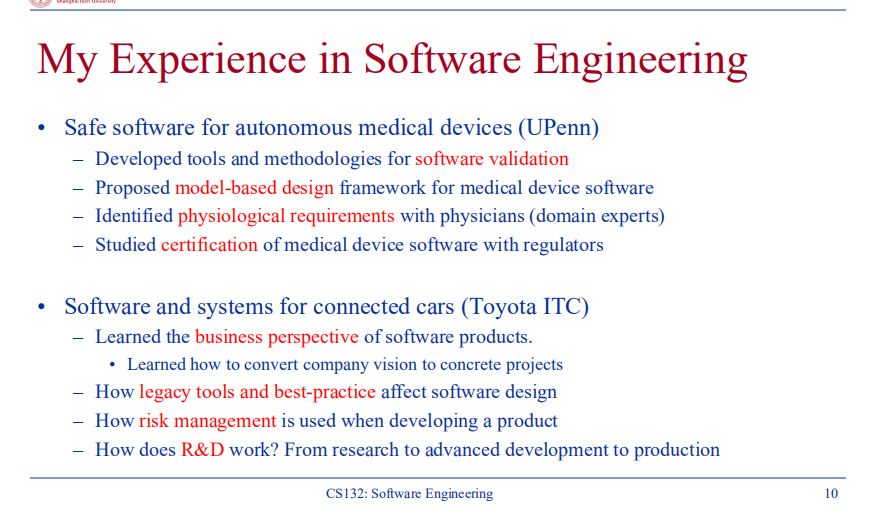 ShanghaiTech University
My Experience in Software Engineering
• Safe software for autonomous medical devices (UPenn)
– Developed tools and methodologies for software validation
– Proposed model-based design framework for medical device software
– Identified physiological requirements with physicians (domain experts)
– Studied certification of medical device software with regulators
• Software and systems for connected cars (Toyota ITC)
– Learned the business perspective of software products.
• Learned how to convert company vision to concrete projects
– How legacy tools and best-practice affect software design
– How risk management is used when developing a product
– How does R&D work? From research to advanced development to production
CS132: Software Engineering 10